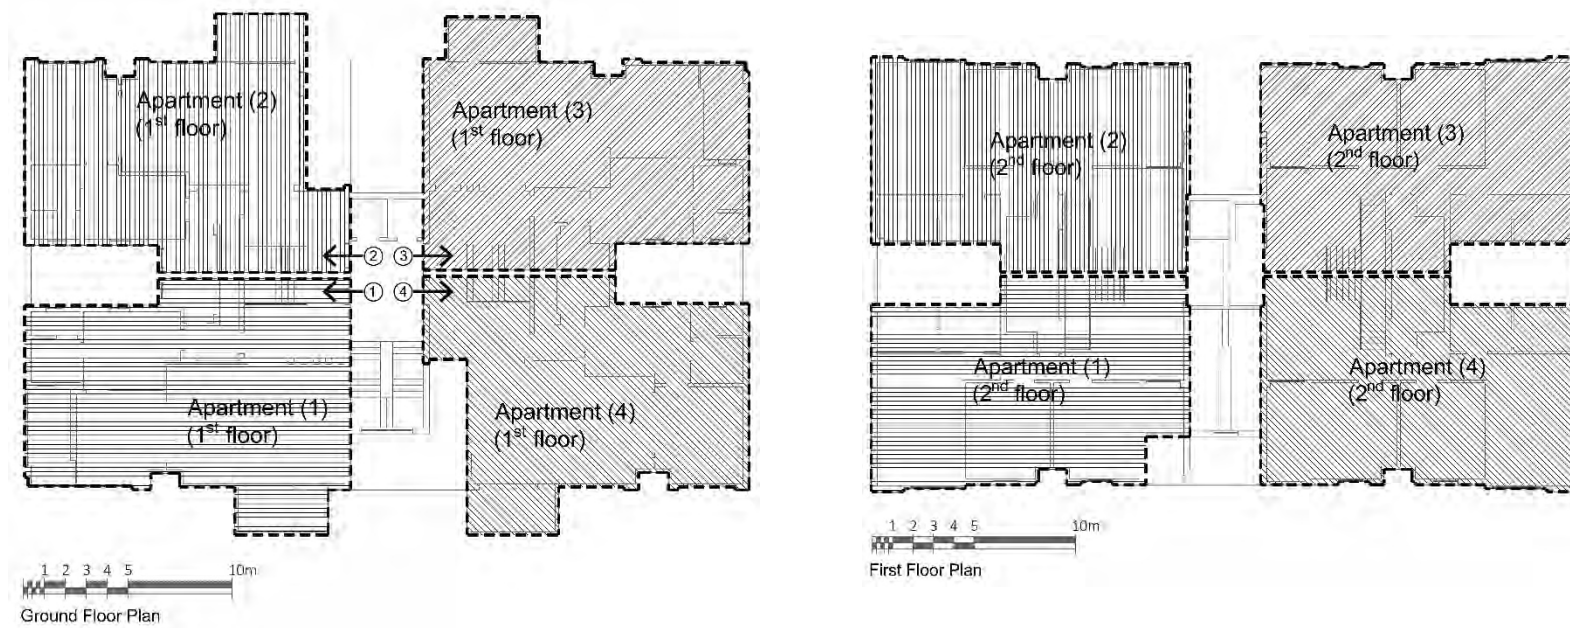 Apartment (2)
(1st floor)
Apartment (3)
(1st floor)
2 3
1 4
Apartment (1)
(1st floor)
Apartment (4)
(1st floor)
1 2 3 4 5 10m
Ground Floor Plan
Apartment (2)
(2nd floor)
Apartment (3)
(2nd floor)
Apartment (1)
(2nd floor)
Apartment (4)
(2nd floor)
1 2 3 4 5 10m
First Floor Plan